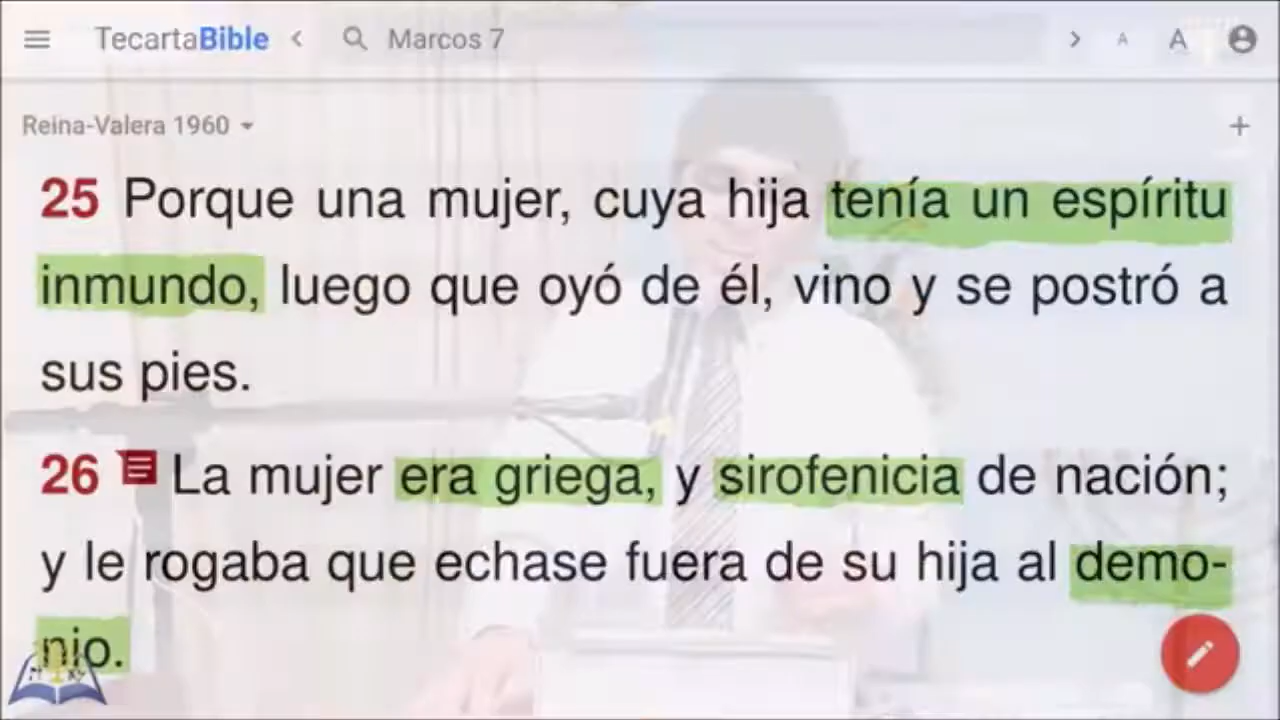 TecartaBible Marcos 7 A A
Reina-Valera 1960
25 Porque una mujer, cuya hija tenía un espíritu
inmundo, luego que oyó de él, vino y se postró a
sus pies.
26 La mujer era griega, y sirofenicia de nación;
y le rogaba que echase fuera de su hija al demo-
nio.